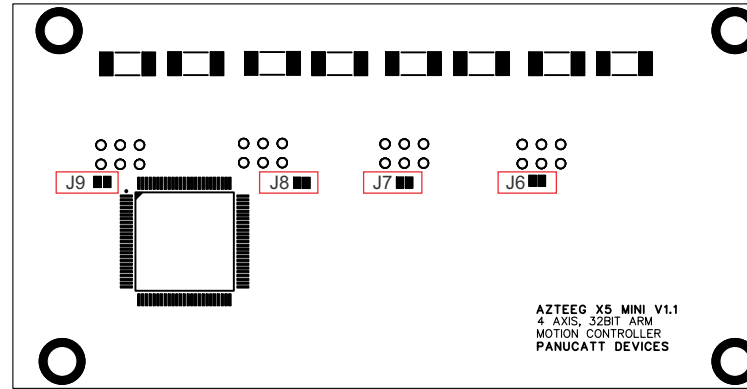 J9 J8 J7 J6
AZTEEG X5 MINI V1.1
4 AXIS, 32BIT ARM
MOTION CONTROLLER
PANUCATT DEVICES